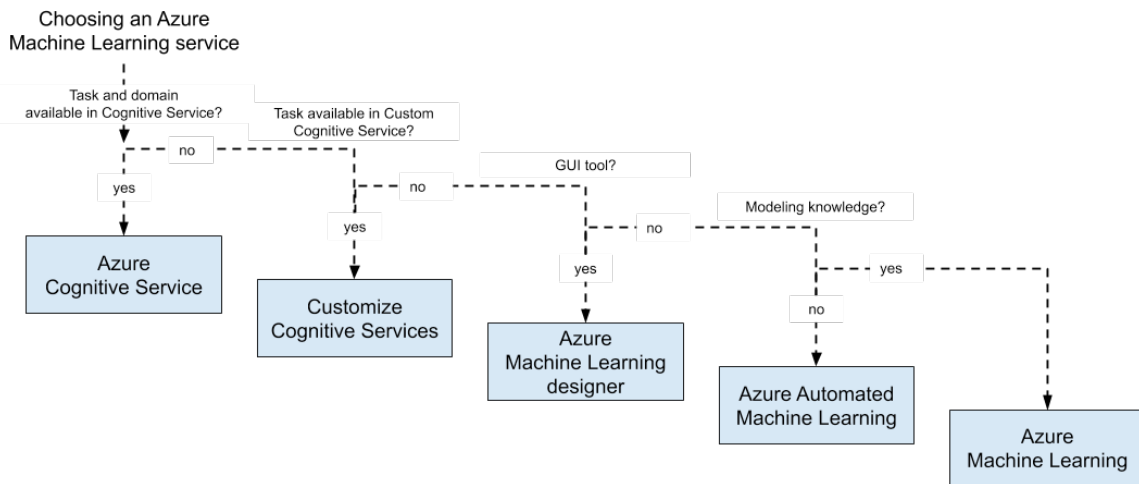 Choosing an Azure
Machine Learning service
Task and domain
available in Cognitive Service?
Task available in Custom
Cognitive Service?
no
GUI tool?
yes
no
Modeling knowledge?
yes
no
Azure
Cognitive Service
yes
yes
Customize
Cognitive Services
no
Azure
Machine Learning
designer
Azure Automated
Machine Learning
Azure
Machine Learning